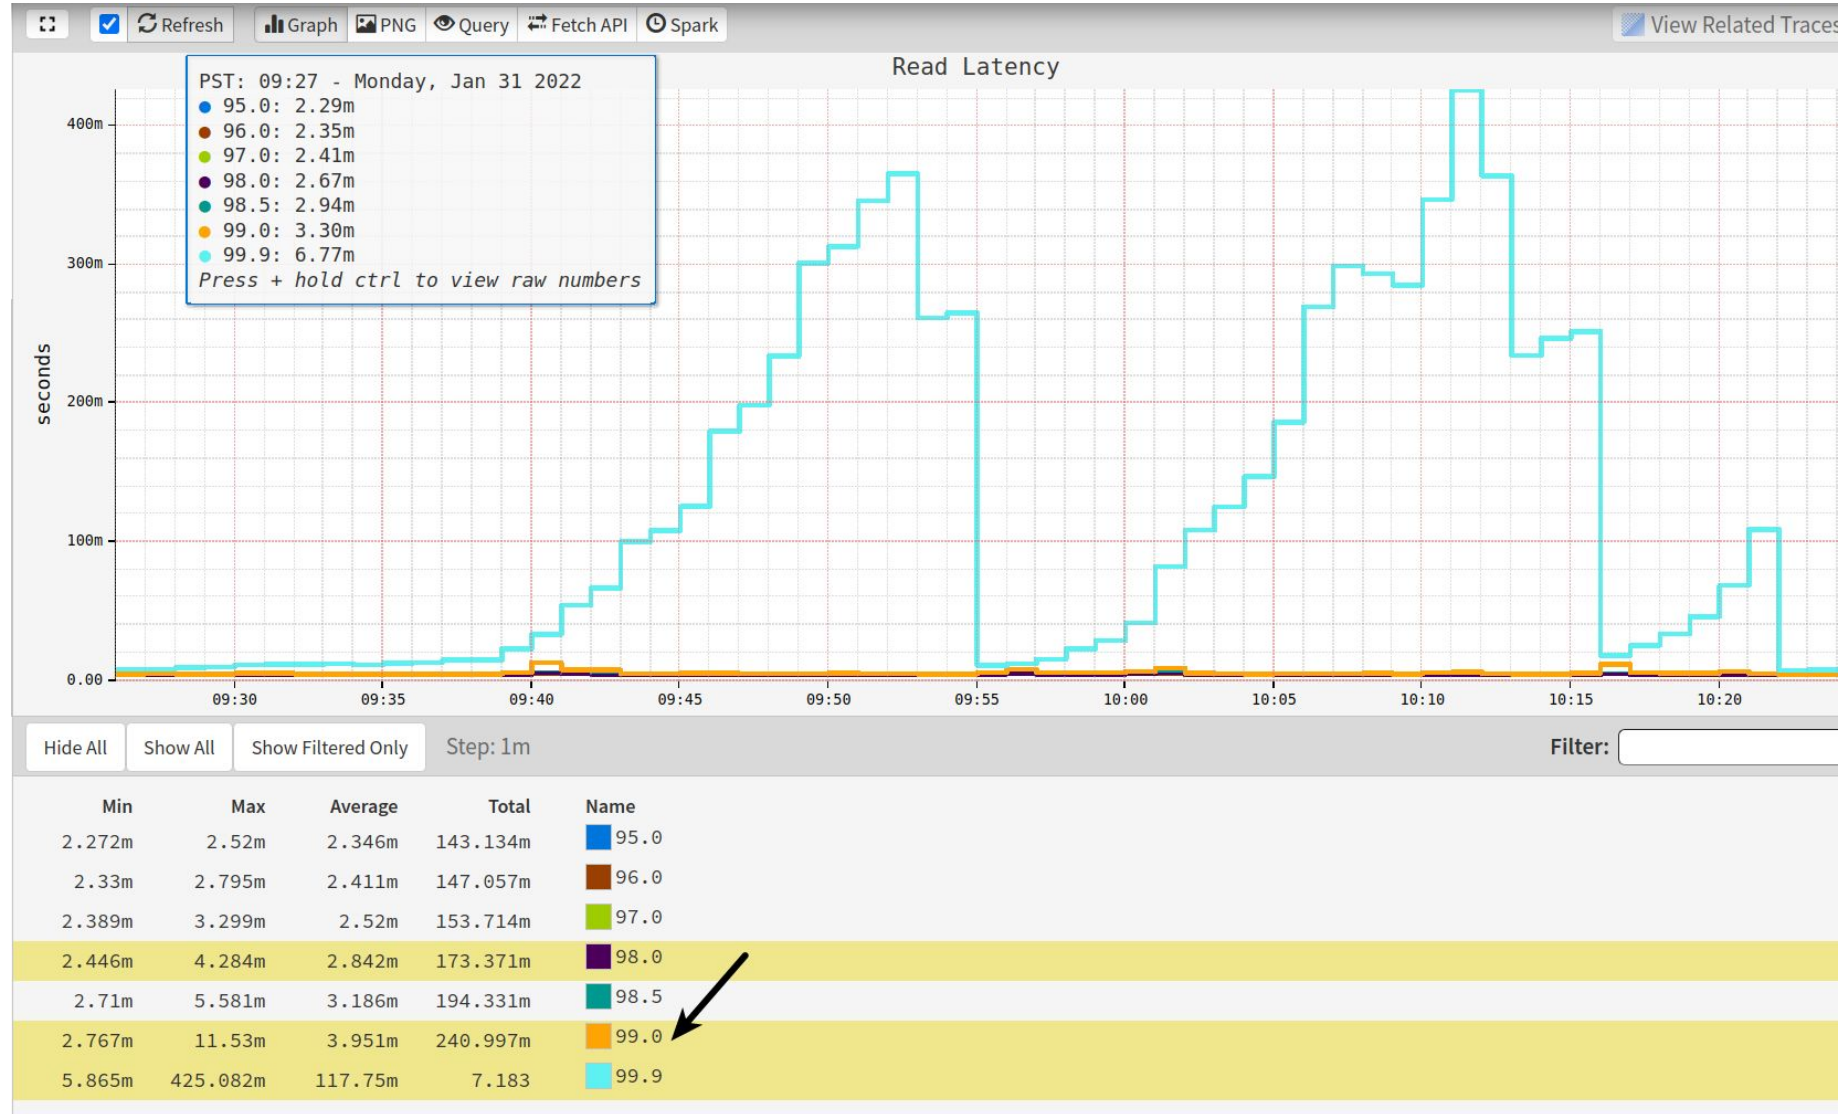 Refresh Graph PNG Query Fetch API Spark View Related Traces
Read Latency
PST: 09:27 - Monday, Jan 31 2022
95.0: 2.29m
96.0: 2.35m
97.0: 2.41m
98.0: 2.67m
98.5: 2.94m
99.0: 3.30m
99.9: 6.77m
Press + hold ctrl to view raw numbers
seconds
400m
300m
200m
100m
0.00
09:30 09:35 09:40 09:45 09:50 09:55 10:00 10:05 10:10 10:15 10:20
Hide All Show All Show Filtered Only Step: 1m Filter:
Min Max Average Total Name
2.272m 2.52m 2.346m 143.134m 95.0
2.33m 2.795m 2.411m 147.057m 96.0
2.389m 3.299m 2.52m 153.714m 97.0
2.446m 4.284m 2.842m 173.371m 98.0
2.71m 5.581m 3.186m 194.331m 98.5
2.767m 11.53m 3.951m 240.997m 99.0
5.865m 425.082m 117.75m 7.183 99.9